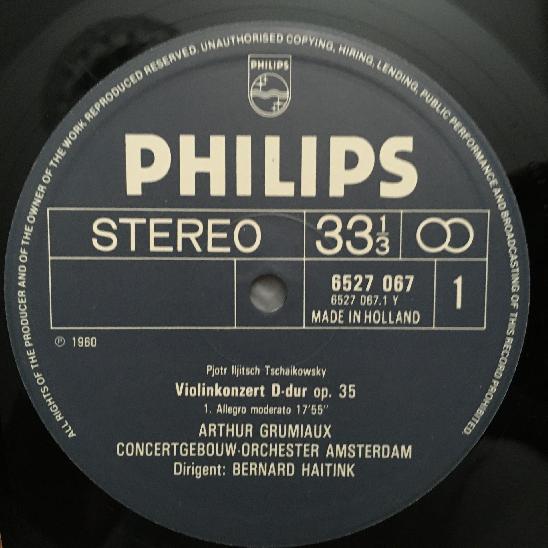 ALL RIGHTS OF THE PRODUCER AND OF THE OWNER OF THE WORK REPRODUCED RESERVED. UNAUTHORISED COPYING, HIRING, LENDING, PUBLIC PERFORMANCE AND BROADCASTING OF THIS RECORD PROHIBITED.
PHILIPS
PHILIPS
STEREO 33 1/3
6527 067
6527 067.1 Y
MADE IN HOLLAND
1
℗ 1960
Pjotr Iljitsch Tschaikowsky
Violinkonzert D-dur op. 35
1. Allegro moderato 17'55"
ARTHUR GRUMIAUX
CONCERTGEBOUW-ORCHESTER AMSTERDAM
Dirigent: BERNARD HAITINK